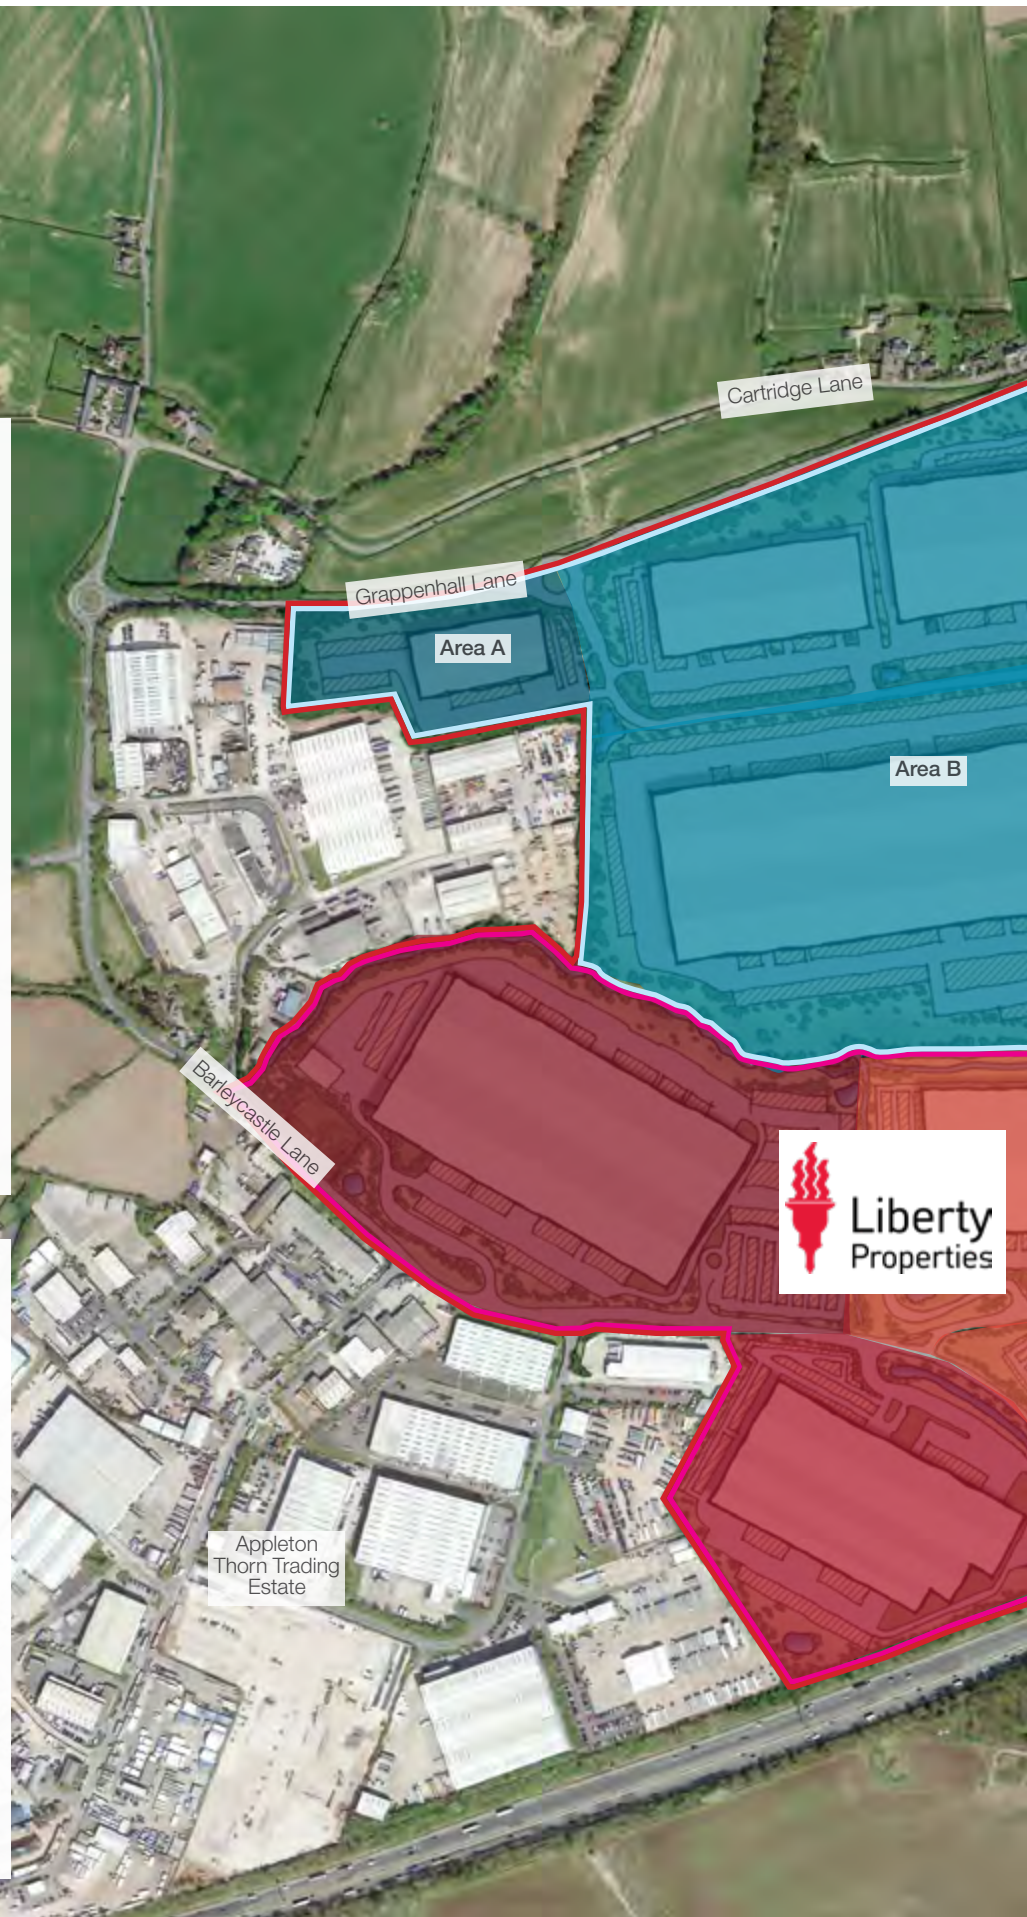 Cartridge Lane
Grappenhall Lane
Area A
Area B
Barleycastle Lane
Liberty
Properties
Appleton
Thorn Trading
Estate